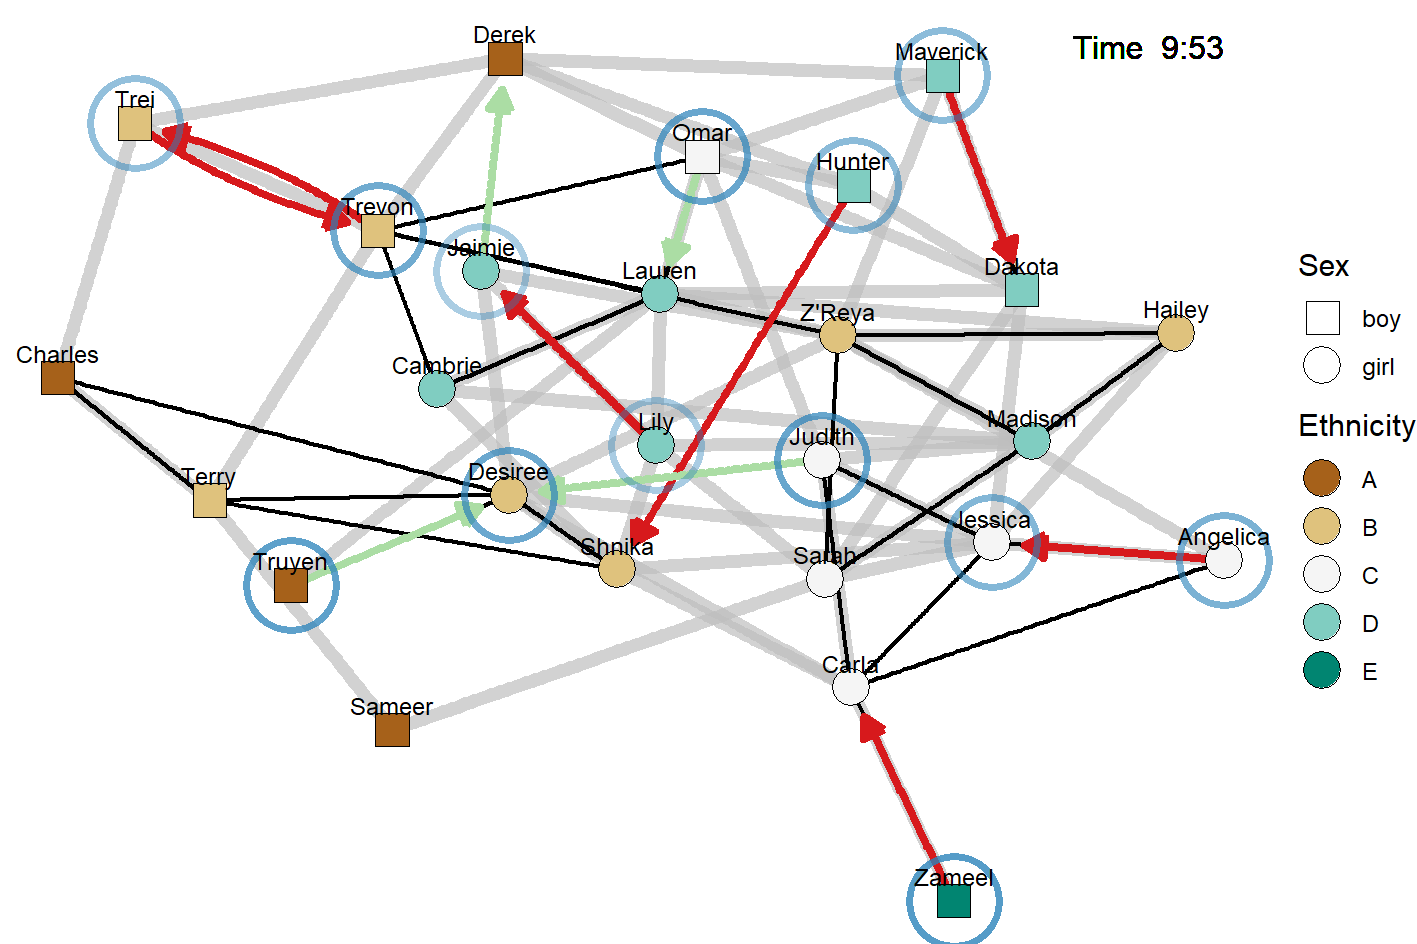 Derek
Maverick
Time 9:53
Trei
Omar
Hunter
Trevon
Jaimie
Lauren
Dakota
Z'Reya
Hailey
Charles
Cambrie
Lily
Judith
Madison
Terry
Desiree
Jessica
Angelica
Truyen
Shnika
Sarah
Carla
Sameer
Zameel
Sex
boy
girl
Ethnicity
A
B
C
D
E